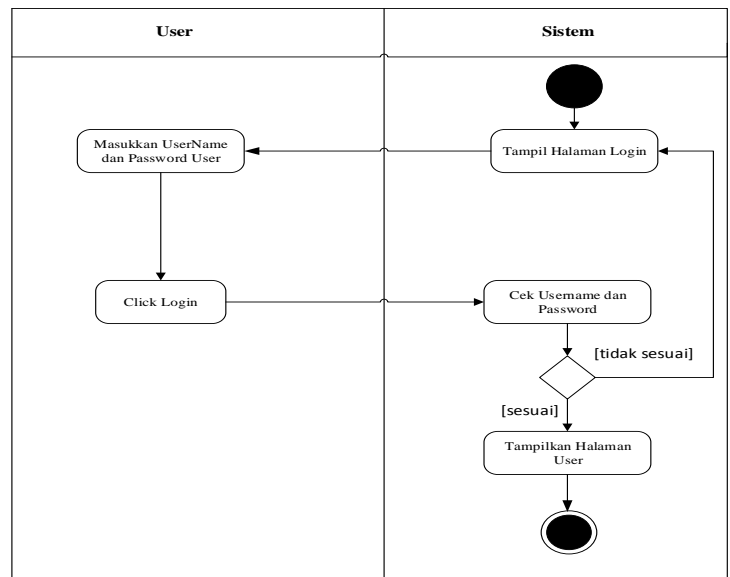 User
Sistem
Tampil Halaman Login
Masukkan UserName
dan Password User
Click Login
Cek Username dan
Password
[tidak sesuai]
[sesuai]
Tampilkan Halaman
User